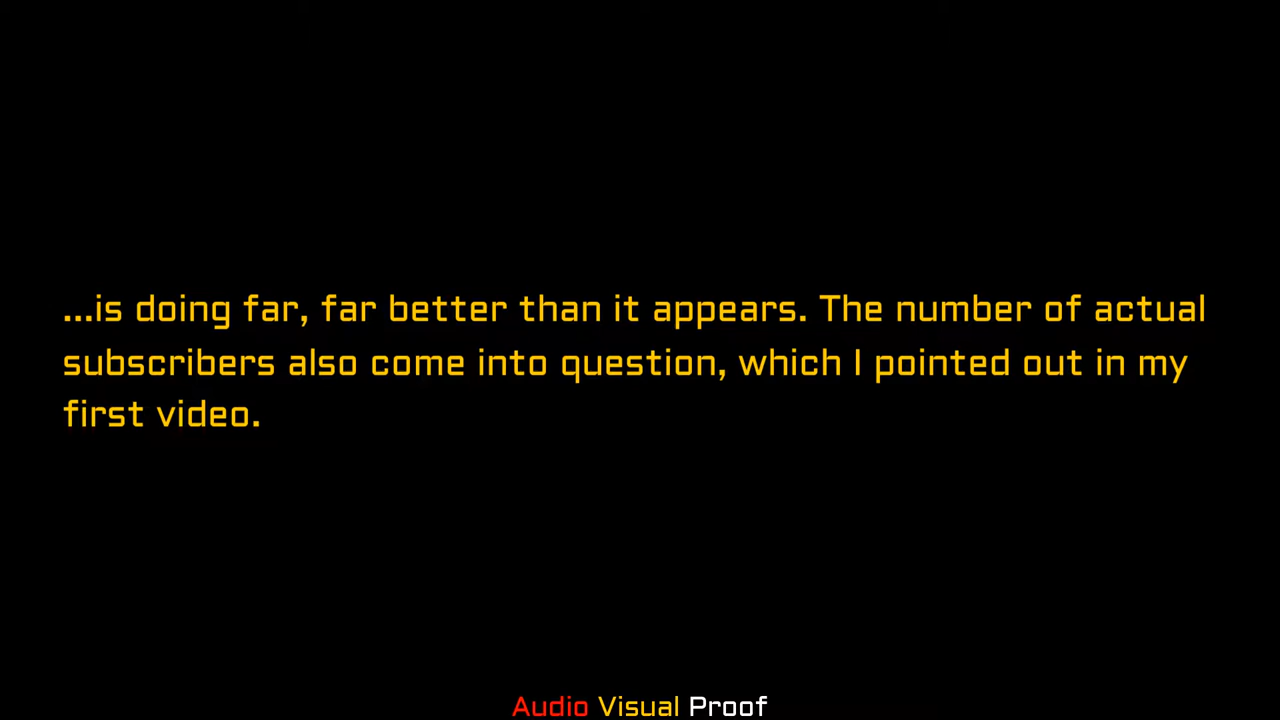 ...is doing far, far better than it appears. The number of actual
subscribers also come into question, which I pointed out in my
first video.
Audio Visual Proof